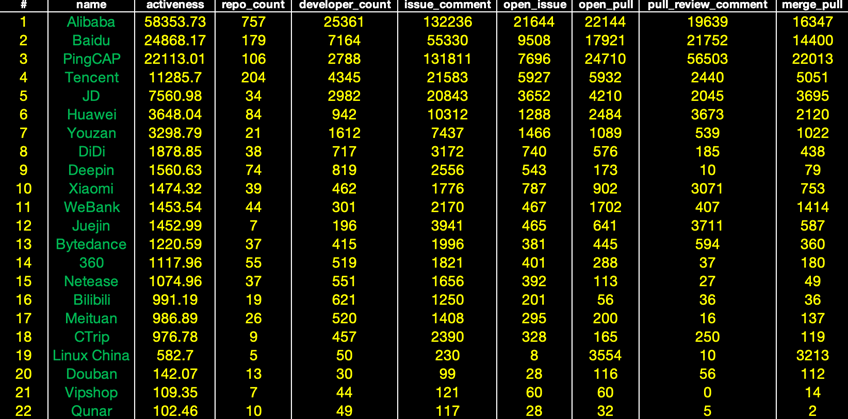 # name activeness repo_count developer_count issue_comment open_issue open_pull pull_review_comment merge_pull
1 Alibaba 58353.73 757 25361 132236 21644 22144 19639 16347
2 Baidu 24868.17 179 7164 55330 9508 17921 21752 14400
3 PingCAP 22113.01 106 2788 131811 7696 24710 56503 22013
4 Tencent 11285.7 204 4345 21583 5927 5932 2440 5051
5 JD 7560.98 34 2982 20843 3652 4210 2045 3695
6 Huawei 3648.04 84 942 10312 1288 2484 3673 2120
7 Youzan 3298.79 21 1612 7437 1466 1089 539 1022
8 DiDi 1878.85 38 717 3172 740 576 185 438
9 Deepin 1560.63 74 819 2556 543 173 10 79
10 Xiaomi 1474.32 39 462 1776 787 902 3071 753
11 WeBank 1453.54 44 301 2170 467 1702 407 1414
12 Juejin 1452.99 7 196 3941 465 641 3711 587
13 Bytedance 1220.59 37 415 1996 381 445 594 360
14 360 1117.96 55 519 1821 401 288 37 180
15 Netease 1074.96 37 551 1656 392 113 27 49
16 Bilibili 991.19 19 621 1250 201 56 36 36
17 Meituan 986.89 26 520 1408 295 200 16 137
18 CTrip 976.78 9 457 2390 328 165 250 119
19 Linux China 582.7 5 50 230 8 3554 10 3213
20 Douban 142.07 13 30 99 28 116 56 112
21 Vipshop 109.35 7 44 121 60 60 0 14
22 Qunar 102.46 10 49 117 28 32 5 2